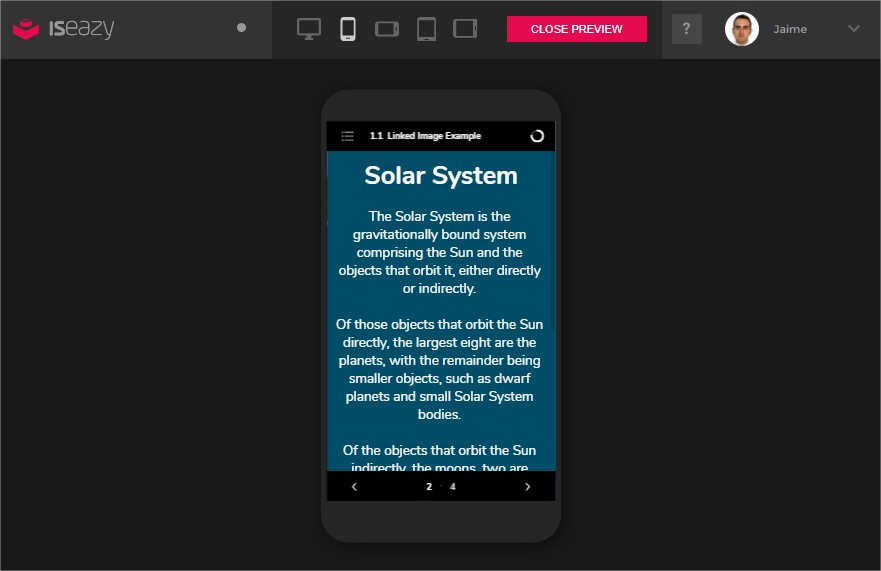 ISeazy
CLOSE PREVIEW
?
Jaime
1.1 Linked Image Example
Solar System
The Solar System is the
gravitationally bound system
comprising the Sun and the
objects that orbit it, either directly
or indirectly.
Of those objects that orbit the Sun
directly, the largest eight are the
planets, with the remainder being
smaller objects, such as dwarf
planets and small Solar System
bodies.
Of the objects that orbit the Sun
indirectly, the moons, two are
2 - 4